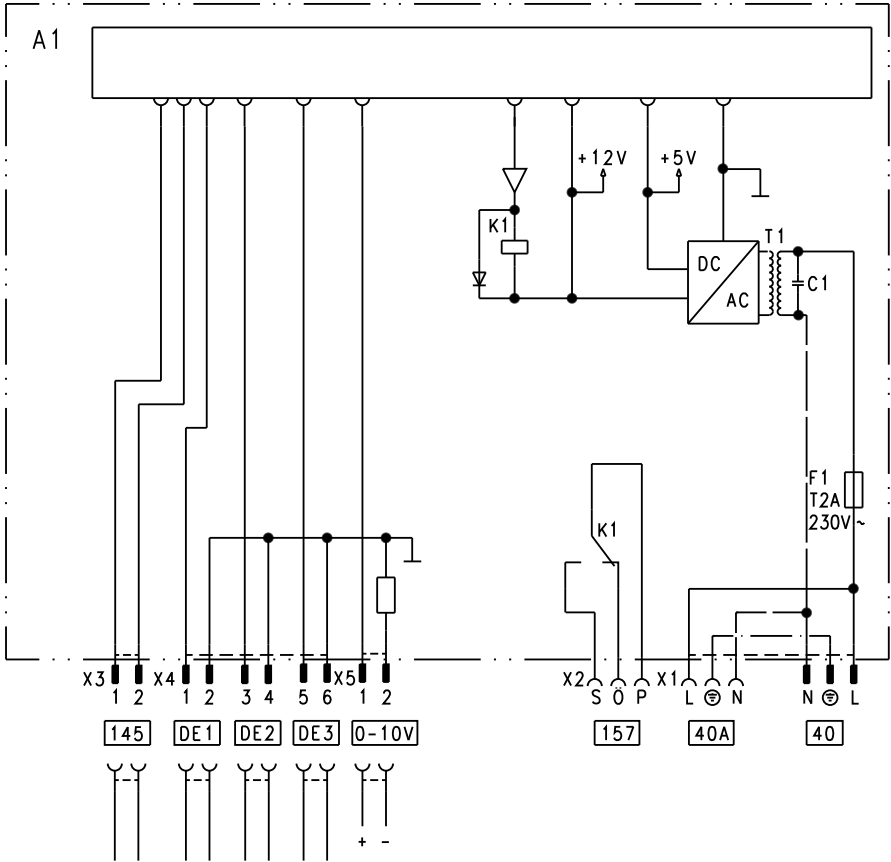 A1
+12V +5V
K1
T1
DC
AC
C1
F1
T2A
230V~
K1
X3 X4 X5 X2 X1
1 2 1 2 3 4 5 6 1 2 S Ö P L N N L
145 DE1 DE2 DE3 0-10V 157 40A 40
+ -